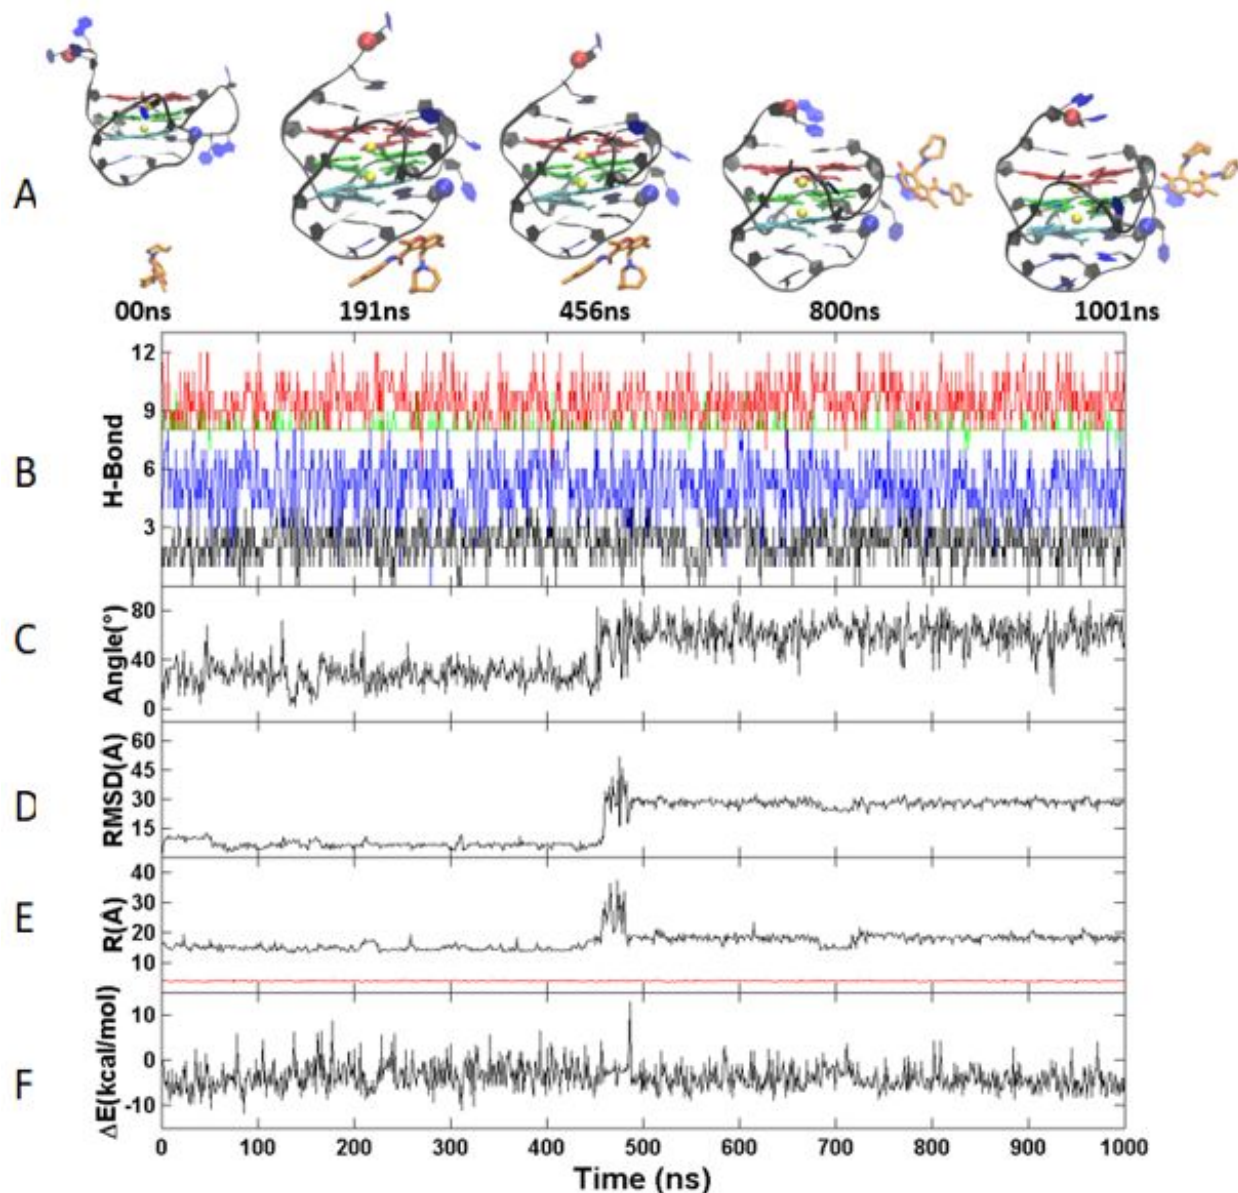 A
00ns 191ns 456ns 800ns 1001ns
B
H-Bond
12
9
6
3
C
Angle(°)
80
40
0
D
RMSD(A)
60
45
30
15
E
R(A)
40
30
20
10
F
ΔE(kcal/mol)
10
0
-10
0 100 200 300 400 500 600 700 800 900 1000
Time (ns)